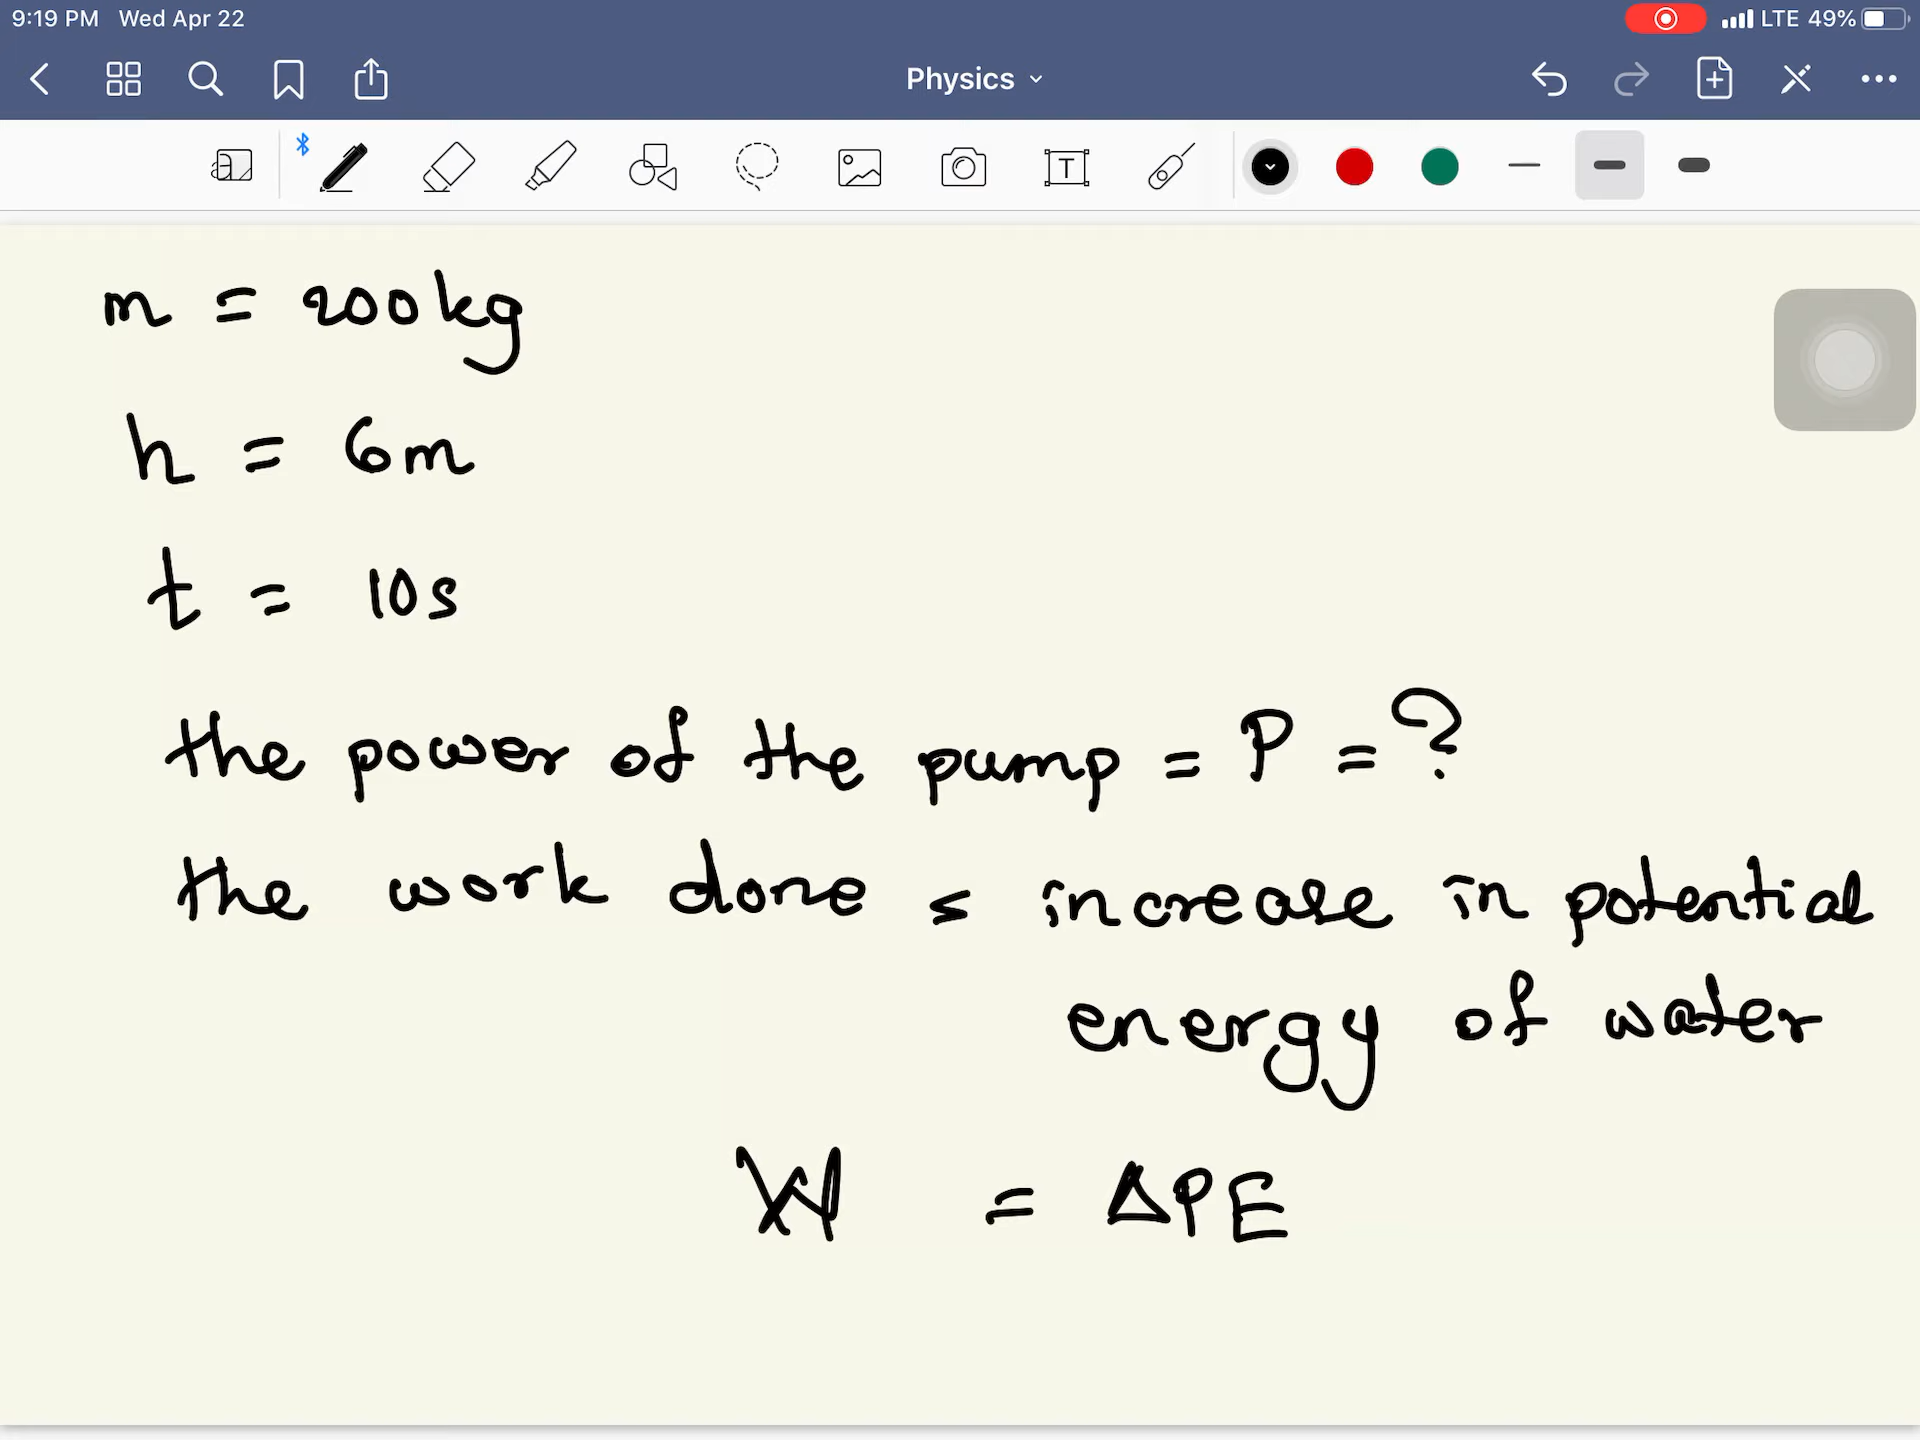 9:19 PM Wed Apr 22
LTE 49%
Physics
T
m = 200kg
h = 6m
t = 10s
the power of the pump = P = ?
the work done = increase in potential
energy of water
W = ΔPE